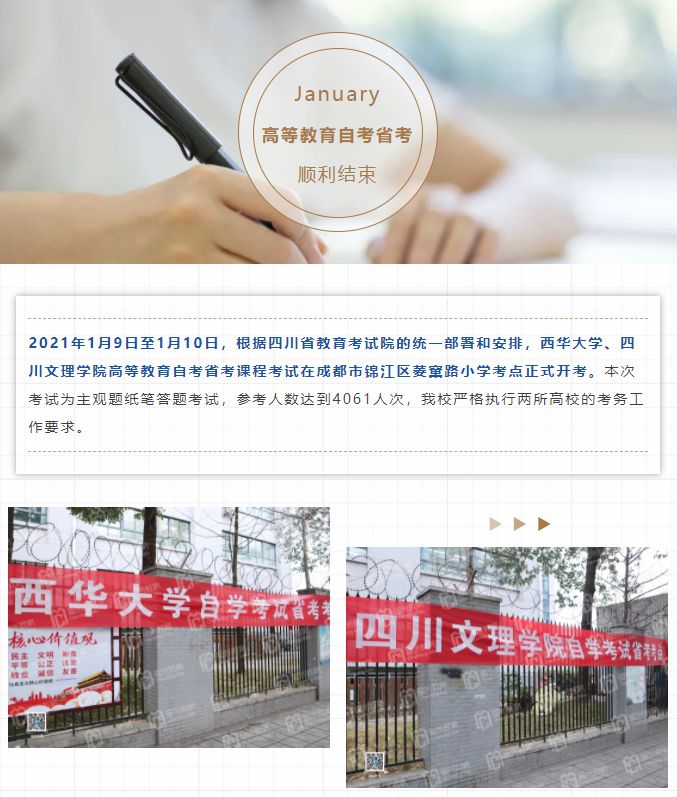 January
高等教育自考省考
顺利结束
2021年1月9日至1月10日，根据四川省教育考试院的统一部署和安排，西华大学、四
川文理学院高等教育自考省考课程考试在成都市锦江区菱窠路小学考点正式开考。本次
考试为主观题纸笔答题考试，参考人数达到4061人次，我校严格执行两所高校的考务工
作要求。
西华大学自学考试省考考
核心价值观
民主 文明 和谐
平等 公正 法治
敬业 诚信 友善
四川文理学院自学考试省考考点